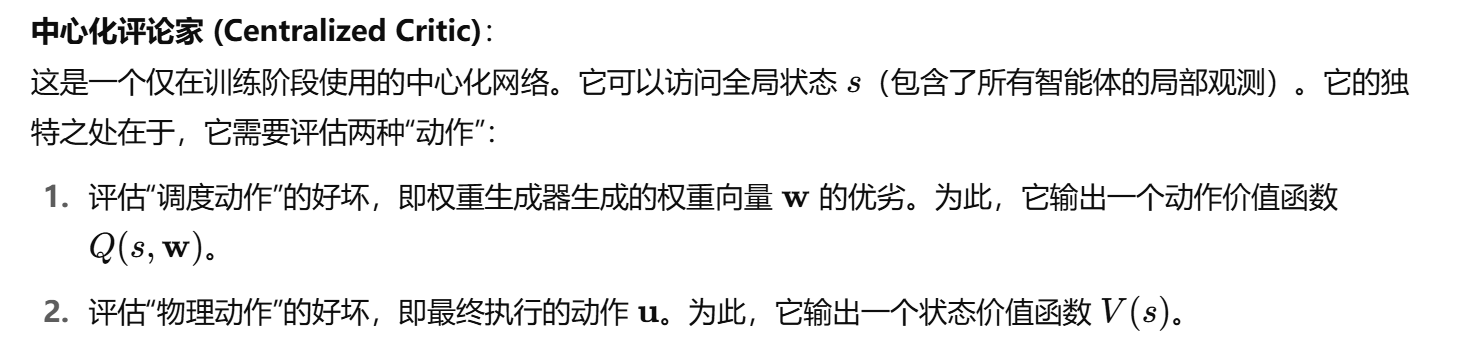 中心化评论家 (Centralized Critic)：
这是一个仅在训练阶段使用的中心化网络。它可以访问全局状态 s（包含了所有智能体的局部观测）。它的独
特之处在于，它需要评估两种“动作”：
1. 评估“调度动作”的好坏，即权重生成器生成的权重向量 w 的优劣。为此，它输出一个动作价值函数
Q(s, w)。
2. 评估“物理动作”的好坏，即最终执行的动作 u。为此，它输出一个状态价值函数 V(s)。